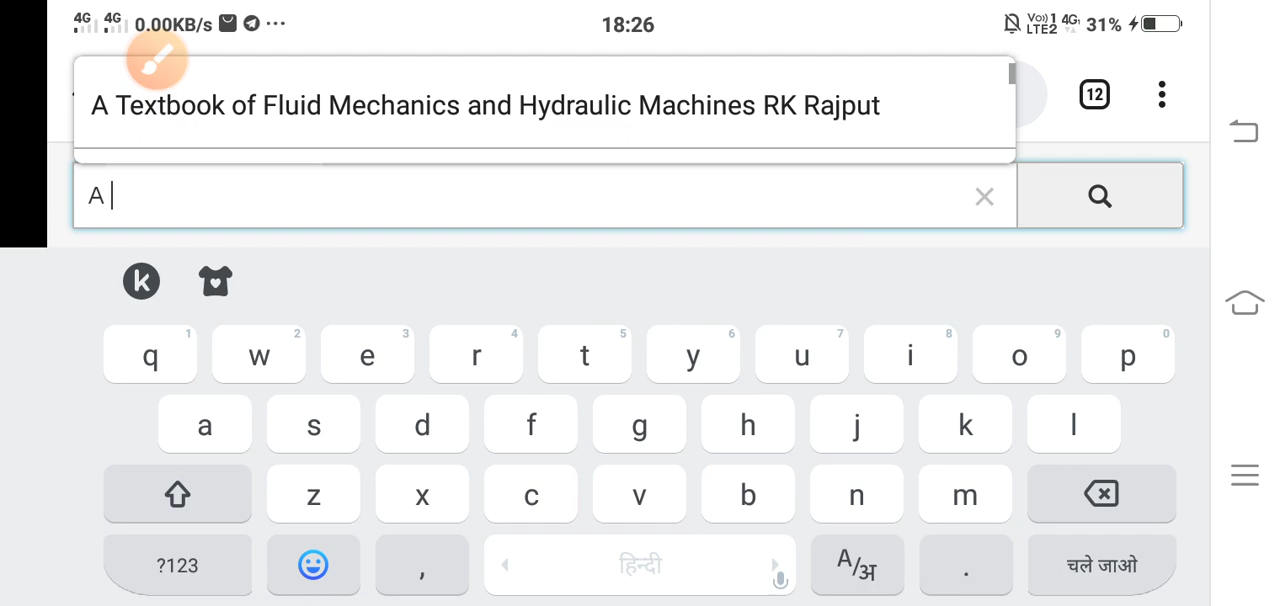 4G 4G 0.00KB/s ... 18:26 Vo)) 1 LTE2 4G 31%
A Textbook of Fluid Mechanics and Hydraulic Machines RK Rajput
12
A
k
q 1 w 2 e 3 r 4 t 5 y 6 u 7 i 8 o 9 p 0
a s d f g h j k l
z x c v b n m
?123 , हिन्दी A/अ . चले जाओ